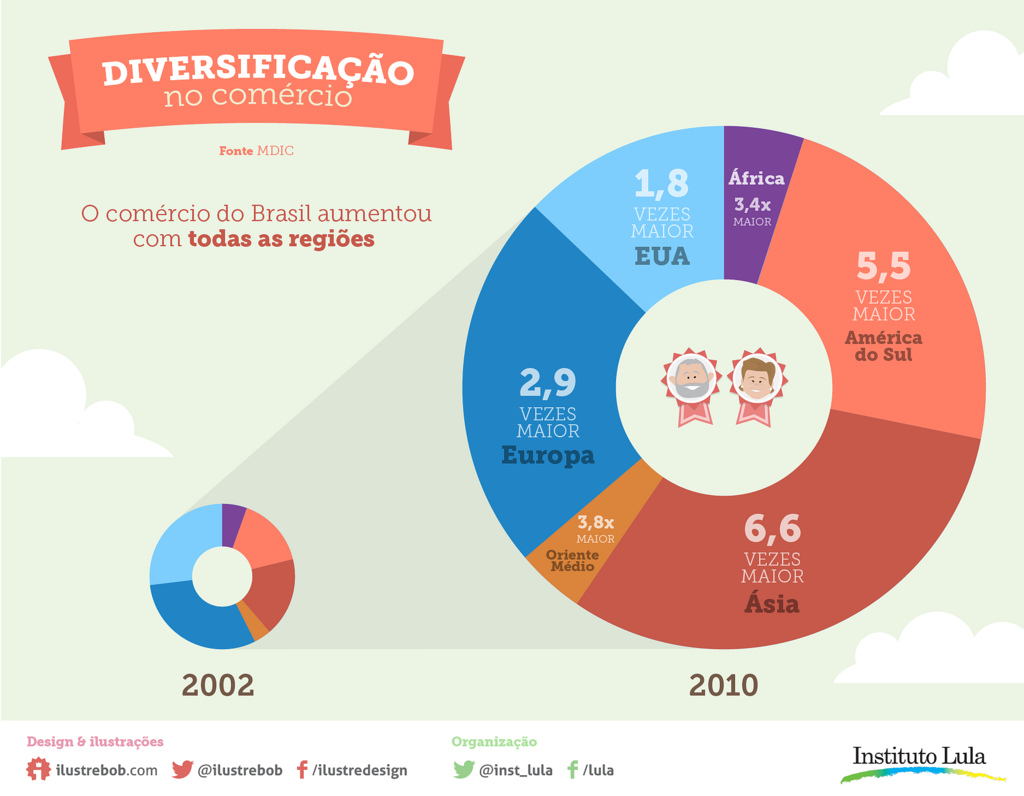 DIVERSIFICAÇÃO
no comércio
Fonte MDIC
O comércio do Brasil aumentou
com todas as regiões
1,8
VEZES
MAIOR
EUA
África
3,4x
MAIOR
5,5
VEZES
MAIOR
América
do Sul
2,9
VEZES
MAIOR
Europa
3,8x
MAIOR
Oriente
Médio
6,6
VEZES
MAIOR
Ásia
2002
2010
Design & ilustrações
ilustrebob.com @ilustrebob /ilustredesign
Organização
@inst_lula /lula
Instituto Lula